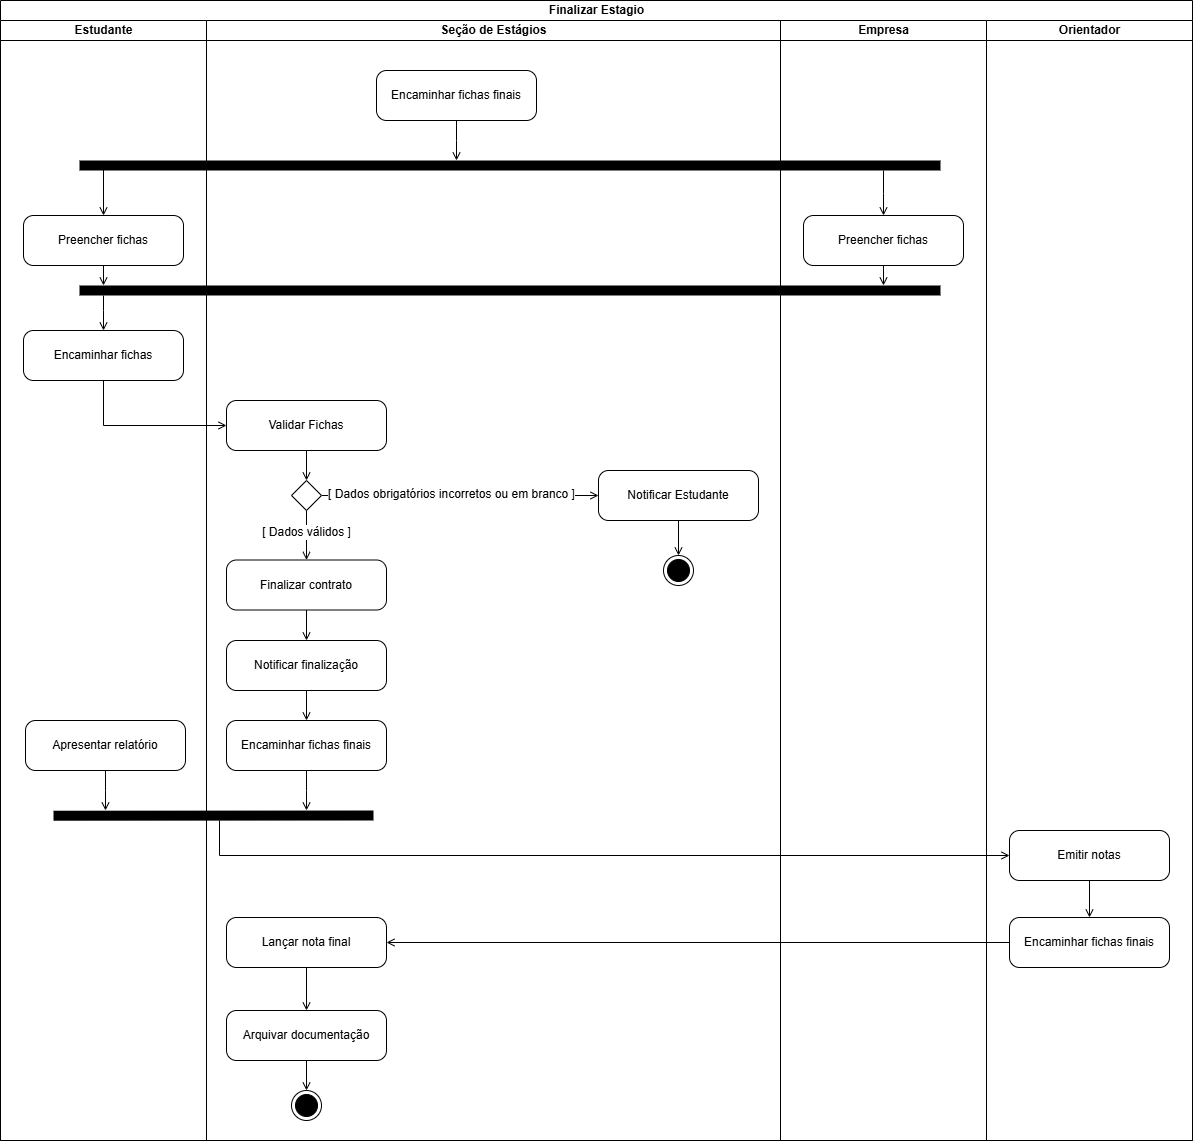 Finalizar Estagio
Estudante
Seção de Estágios
Empresa
Orientador
Encaminhar fichas finais
Preencher fichas
Preencher fichas
Encaminhar fichas
Validar Fichas
[ Dados obrigatórios incorretos ou em branco ]
Notificar Estudante
[ Dados válidos ]
Finalizar contrato
Notificar finalização
Apresentar relatório
Encaminhar fichas finais
Emitir notas
Lançar nota final
Encaminhar fichas finais
Arquivar documentação